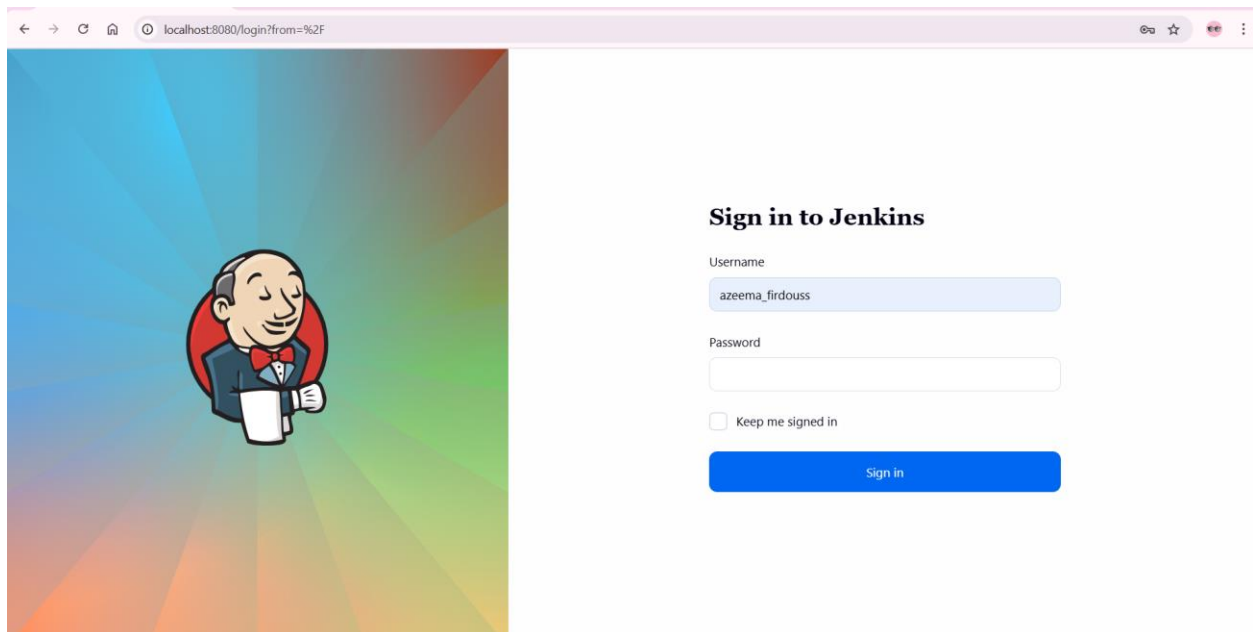 localhost:8080/login?from=%2F
Sign in to Jenkins
Username
azeema_firdouss
Password
Keep me signed in
Sign in